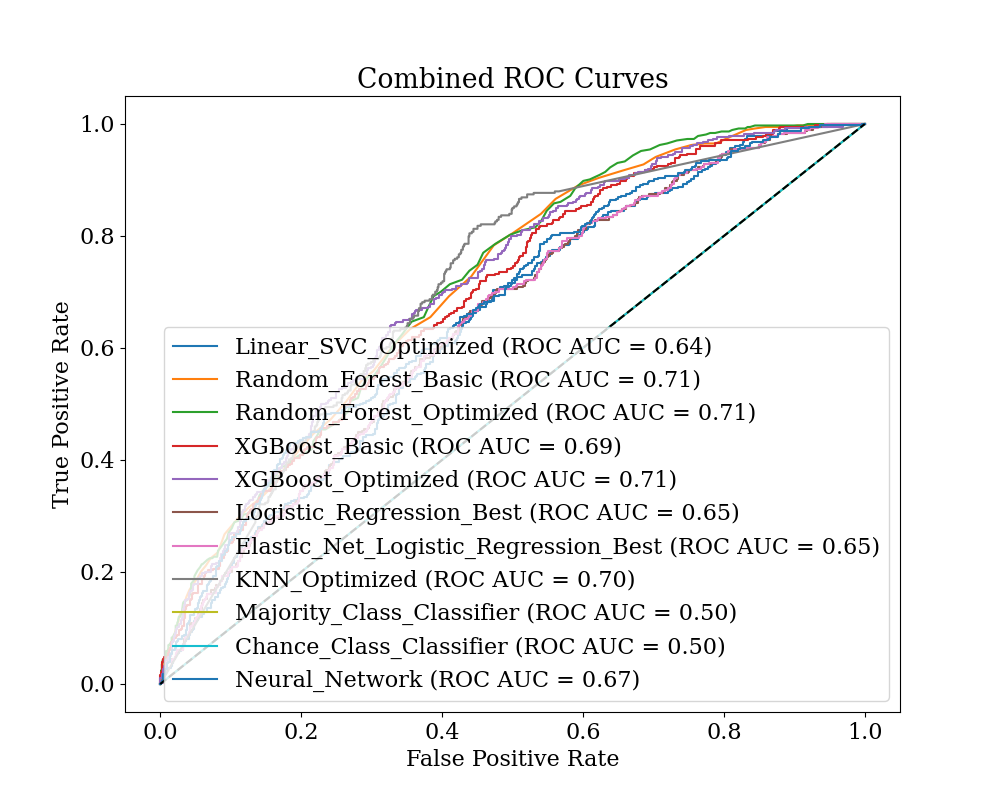 Combined ROC Curves
True Positive Rate
1.0
0.8
0.6
0.4
0.2
0.0
Linear_SVC_Optimized (ROC AUC = 0.64)
Random_Forest_Basic (ROC AUC = 0.71)
Random_Forest_Optimized (ROC AUC = 0.71)
XGBoost_Basic (ROC AUC = 0.69)
XGBoost_Optimized (ROC AUC = 0.71)
Logistic_Regression_Best (ROC AUC = 0.65)
Elastic_Net_Logistic_Regression_Best (ROC AUC = 0.65)
KNN_Optimized (ROC AUC = 0.70)
Majority_Class_Classifier (ROC AUC = 0.50)
Chance_Class_Classifier (ROC AUC = 0.50)
Neural_Network (ROC AUC = 0.67)
0.0 0.2 0.4 0.6 0.8 1.0
False Positive Rate